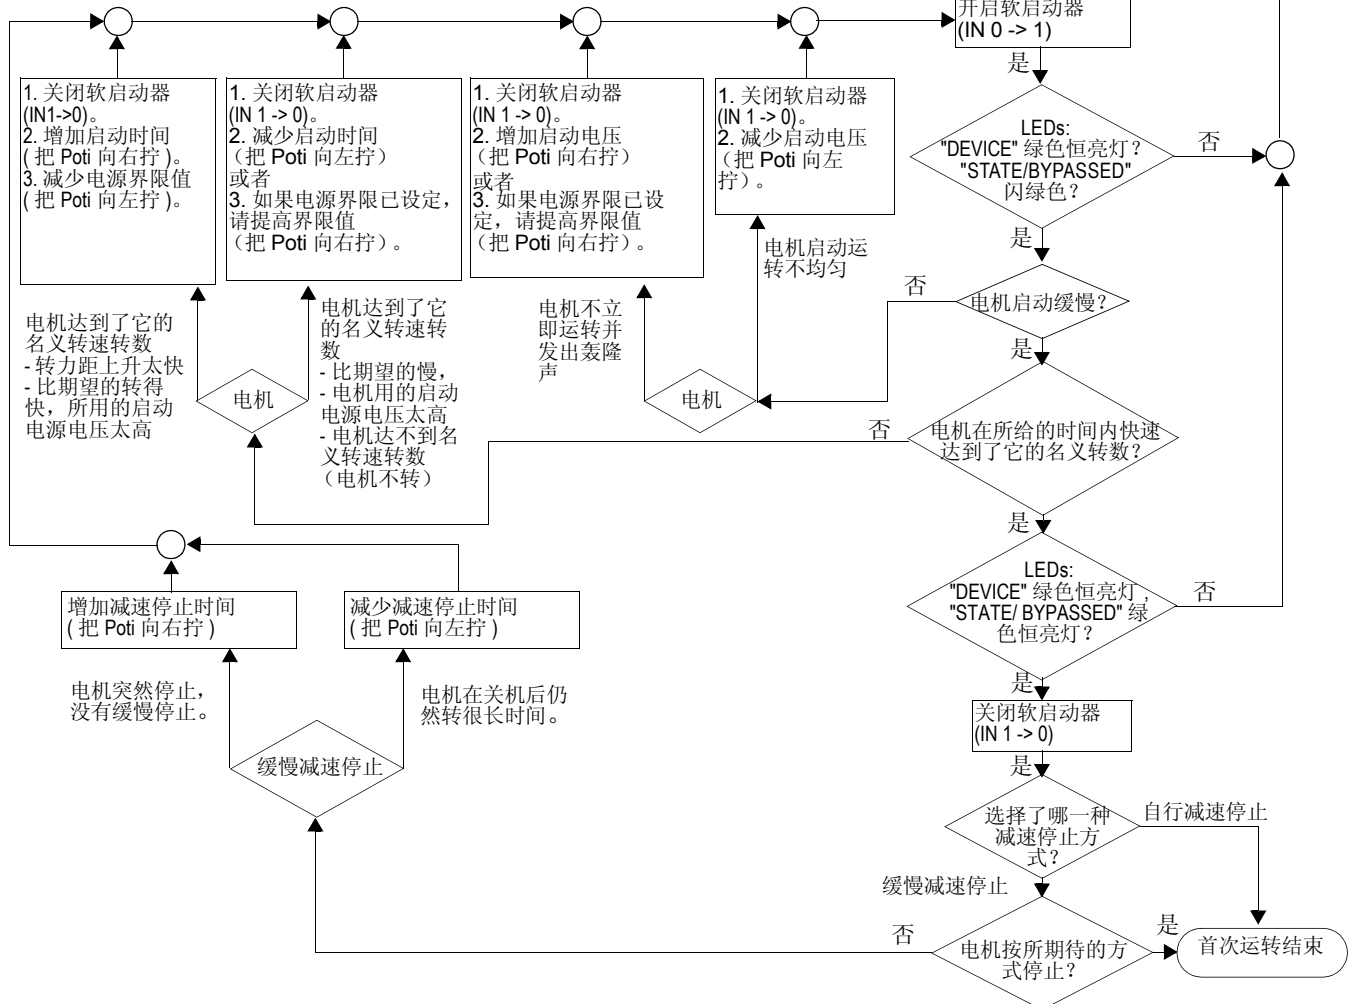 开启软启动器
(IN 0 -> 1)
是
1. 关闭软启动器
(IN1->0)。
2. 增加启动时间
( 把 Poti 向右拧 )。
3. 减少电源界限值
( 把 Poti 向左拧 )。
1. 关闭软启动器
(IN 1 -> 0)。
2. 减少启动时间
（把 Poti 向左拧）
或者
3. 如果电源界限已设定，
请提高界限值
（把 Poti 向右拧）。
1. 关闭软启动器
(IN 1 -> 0)。
2. 增加启动电压
（把 Poti 向右拧）
或者
3. 如果电源界限已设
定，请提高界限值
（把 Poti 向右拧）。
1. 关闭软启动器
(IN 1 -> 0)。
2. 减少启动电压
（把 Poti 向左
拧）。
LEDs:
"DEVICE" 绿色恒亮灯？
"STATE/BYPASSED"
闪绿色？
否
是
电机启动运
转不均匀
否
电机启动缓慢？
是
电机达到了它的
名义转速转数
- 转力距上升太快
- 比期望的转得
快，所用的启动
电源电压太高
电机
电机达到了它
的名义转速转
数
- 比期望的慢，
- 电机用的启动
电源电压太高
- 电机达不到名
义转速转数
（电机不转）
电机不立
即运转并
发出轰隆
声
电机
否
电机在所给的时间内快速
达到了它的名义转数？
是
LEDs:
"DEVICE" 绿色恒亮灯 ,
"STATE/ BYPASSED" 绿
色恒亮灯？
否
是
增加减速停止时间
( 把 Poti 向右拧 )
减少减速停止时间
( 把 Poti 向左拧 )
电机突然停止，
没有缓慢停止。
电机在关机后仍
然转很长时间。
缓慢减速停止
关闭软启动器
(IN 1 -> 0)
是
选择了哪一种
减速停止方
式？
自行减速停止
缓慢减速停止
否
电机按所期待的方
式停止？
是
首次运转结束